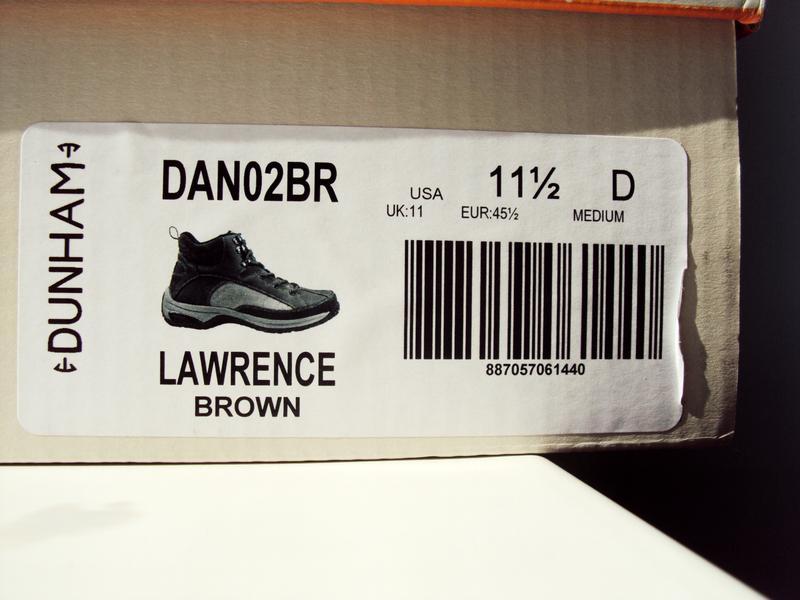 DUNHAM
DAN02BR
LAWRENCE
BROWN
USA 11½ D
UK:11 EUR:45½ MEDIUM
887057061440